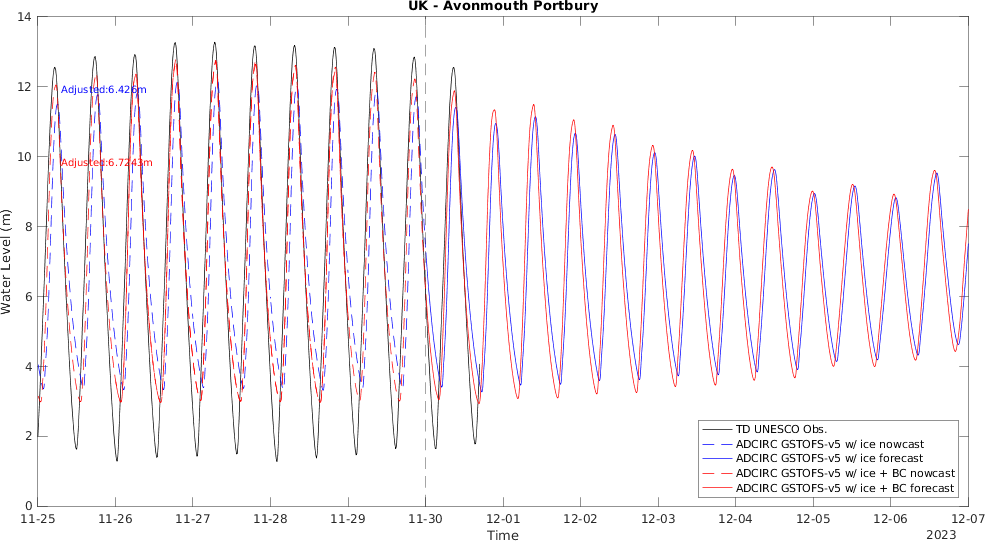 UK - Avonmouth Portbury
14
12
10
8
6
4
2
0
Water Level (m)
Adjusted:6.426m
Adjusted:6.7243m
TD UNESCO Obs.
ADCIRC GSTOFS-v5 w/ ice nowcast
ADCIRC GSTOFS-v5 w/ ice forecast
ADCIRC GSTOFS-v5 w/ ice + BC nowcast
ADCIRC GSTOFS-v5 w/ ice + BC forecast
11-25 11-26 11-27 11-28 11-29 11-30 12-01 12-02 12-03 12-04 12-05 12-06 12-07
Time
2023